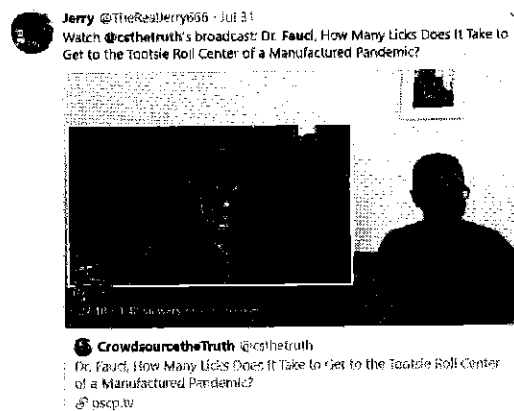 Jerry @TheRealJerry666 · Jul 31
Watch @csthetruth's broadcast: Dr. Fauci, How Many Licks Does It Take to
Get to the Tootsie Roll Center of a Manufactured Pandemic?
CrowdsourcetheTruth @csthetruth
Dr. Fauci, How Many Licks Does It Take to Get to the Tootsie Roll Center
of a Manufactured Pandemic?
pscp.tv